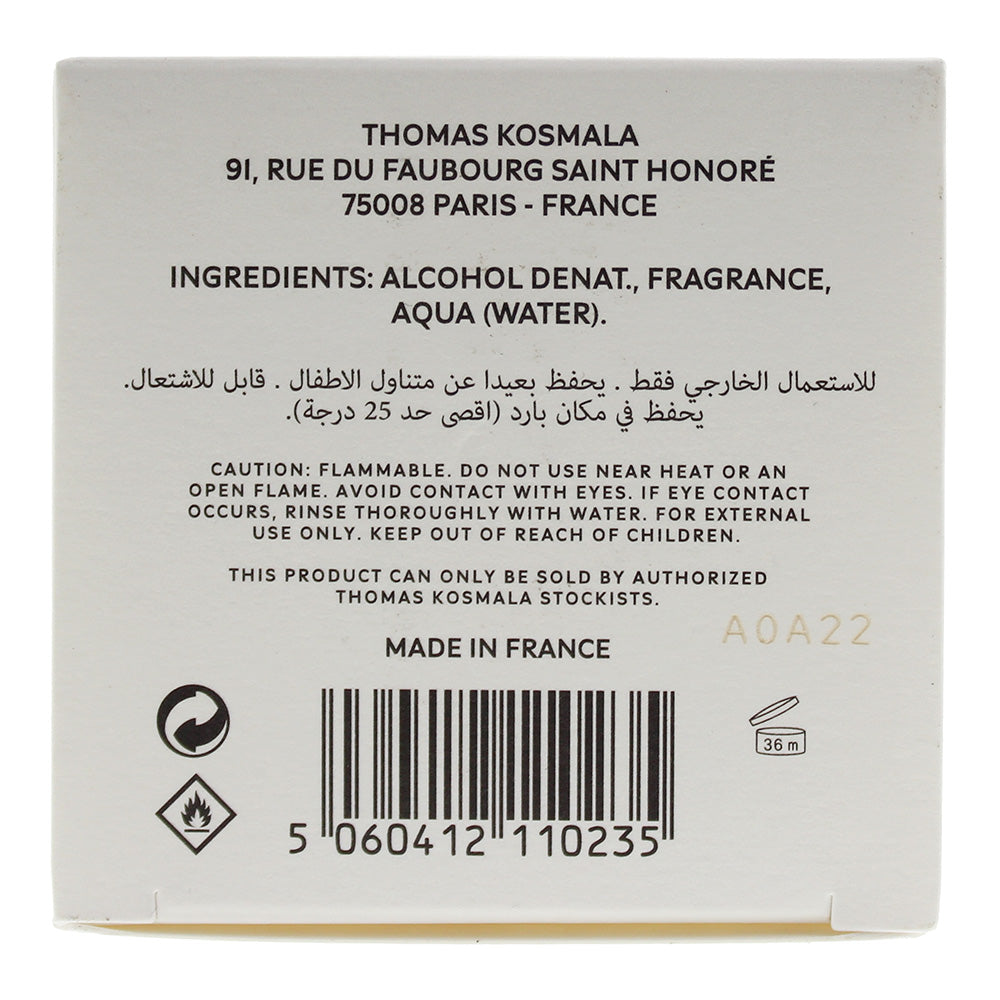 THOMAS KOSMALA
91, RUE DU FAUBOURG SAINT HONORÉ
75008 PARIS - FRANCE
INGREDIENTS: ALCOHOL DENAT., FRAGRANCE,
AQUA (WATER).
للاستعمال الخارجي فقط . يحفظ بعيدا عن متناول الاطفال . قابل للاشتعال.
يحفظ في مكان بارد (اقصى حد 25 درجة).
CAUTION: FLAMMABLE. DO NOT USE NEAR HEAT OR AN
OPEN FLAME. AVOID CONTACT WITH EYES. IF EYE CONTACT
OCCURS, RINSE THOROUGHLY WITH WATER. FOR EXTERNAL
USE ONLY. KEEP OUT OF REACH OF CHILDREN.
THIS PRODUCT CAN ONLY BE SOLD BY AUTHORIZED
THOMAS KOSMALA STOCKISTS.
A0A22
MADE IN FRANCE
36 m
5 060412 110235